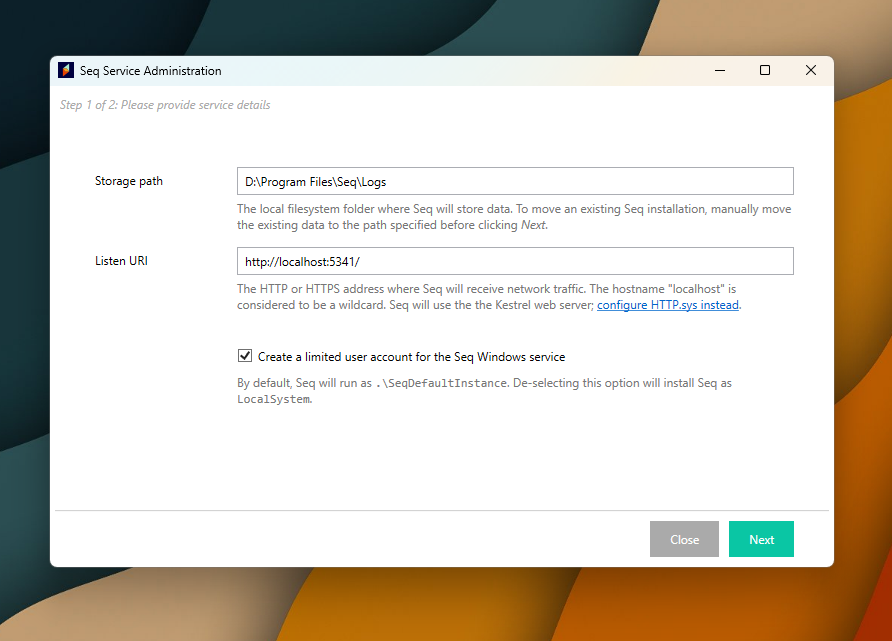 Seq Service Administration
Step 1 of 2: Please provide service details
Storage path
D:\Program Files\Seq\Logs
The local filesystem folder where Seq will store data. To move an existing Seq installation, manually move
the existing data to the path specified before clicking Next.
Listen URI
http://localhost:5341/
The HTTP or HTTPS address where Seq will receive network traffic. The hostname "localhost" is
considered to be a wildcard. Seq will use the the Kestrel web server; configure HTTP.sys instead.
Create a limited user account for the Seq Windows service
By default, Seq will run as .\SeqDefaultInstance. De-selecting this option will install Seq as
LocalSystem.
Close
Next